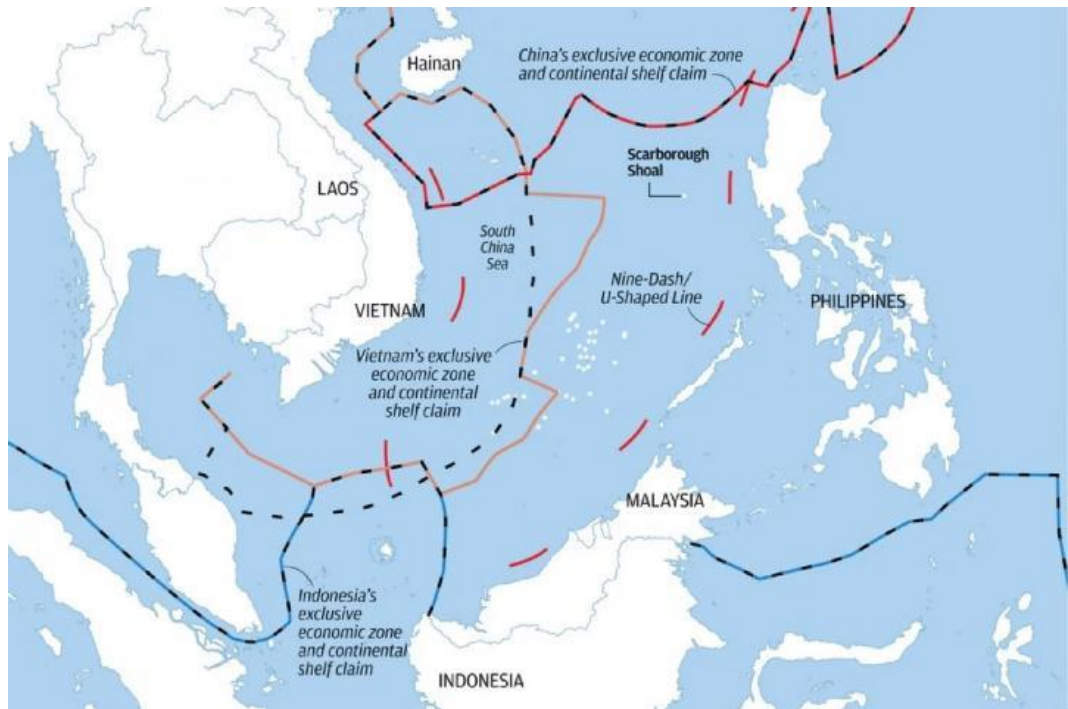 Hainan
China's exclusive economic zone
and continental shelf claim
Scarborough
Shoal
LAOS
South
China
Sea
Nine-Dash/
U-Shaped Line
VIETNAM
PHILIPPINES
Vietnam's exclusive
economic zone
and continental
shelf claim
MALAYSIA
Indonesia's
exclusive
economic zone
and continental
shelf claim
INDONESIA